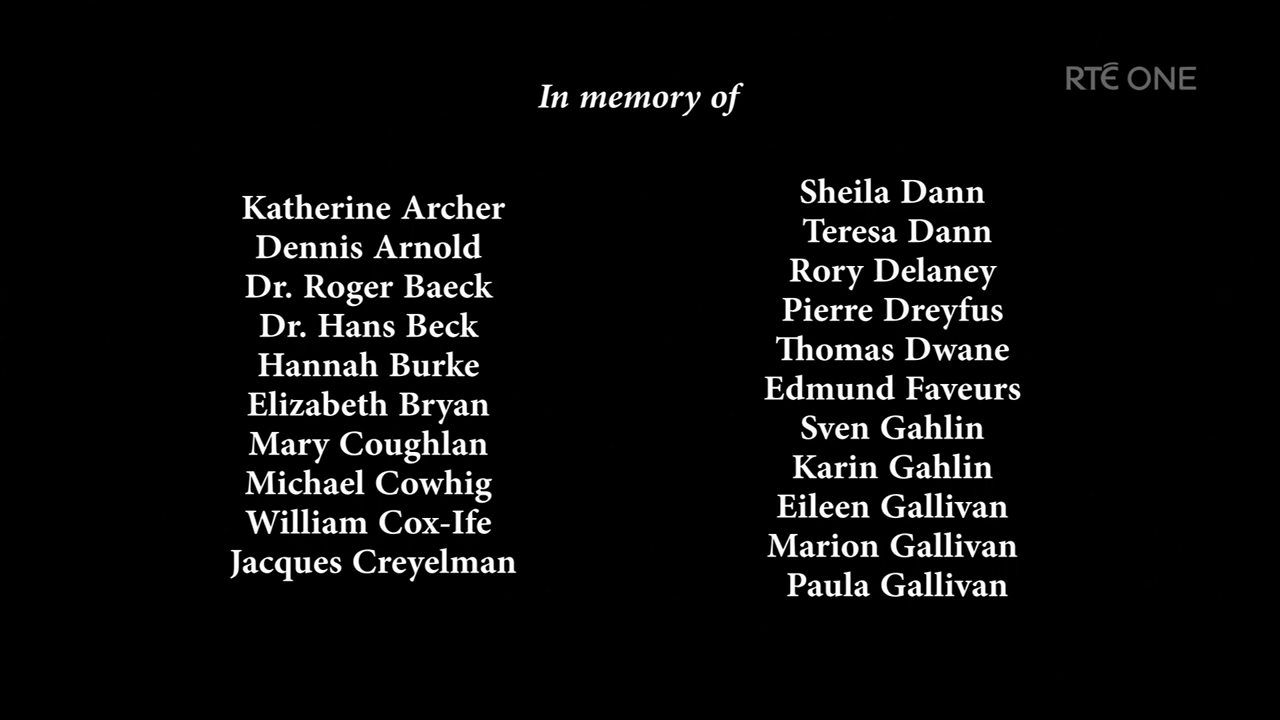 RTÉ ONE
In memory of
Katherine Archer
Dennis Arnold
Dr. Roger Baeck
Dr. Hans Beck
Hannah Burke
Elizabeth Bryan
Mary Coughlan
Michael Cowhig
William Cox-Ife
Jacques Creyelman
Sheila Dann
Teresa Dann
Rory Delaney
Pierre Dreyfus
Thomas Dwane
Edmund Faveurs
Sven Gahlin
Karin Gahlin
Eileen Gallivan
Marion Gallivan
Paula Gallivan